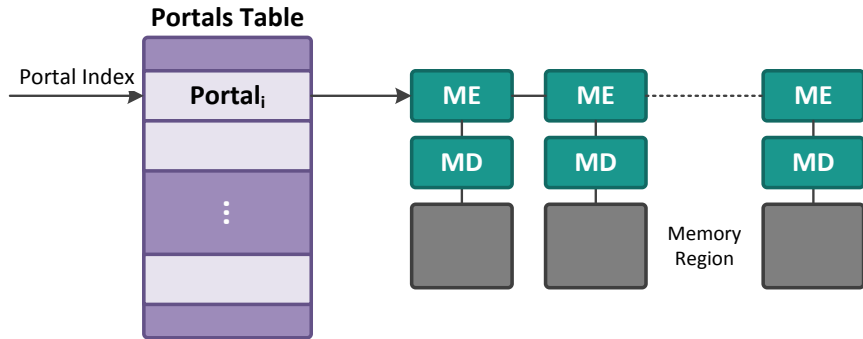 Portals Table
Portal Index
Portalᵢ
ME
ME
ME
MD
MD
MD
⋮
Memory
Region